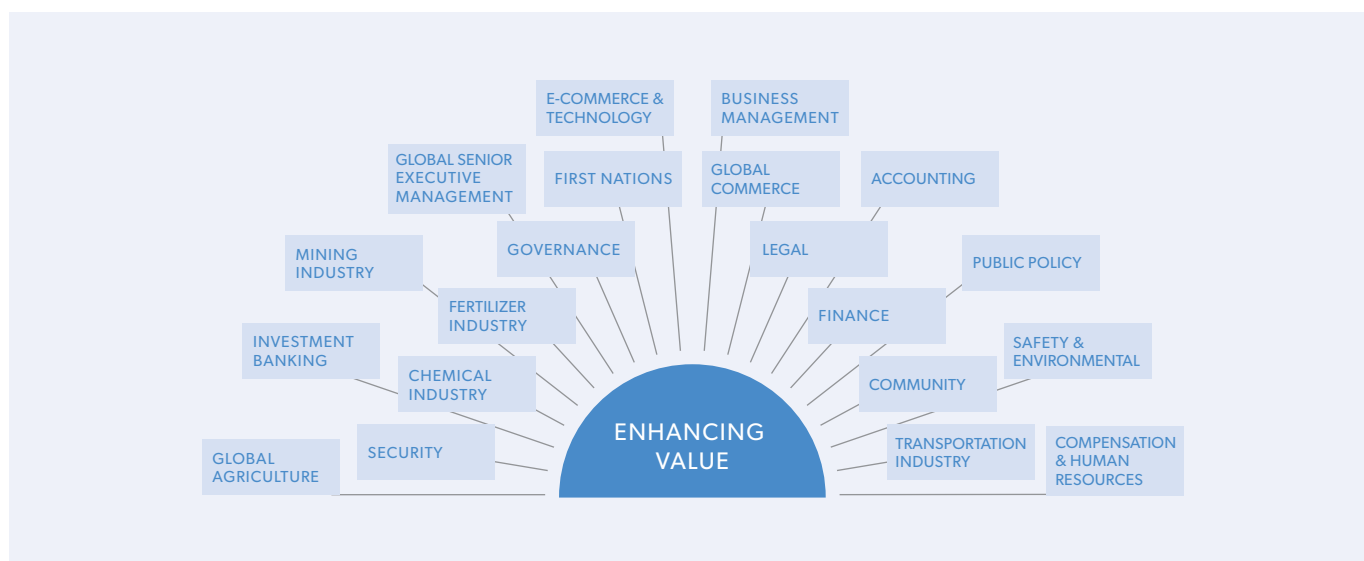 E-COMMERCE &
TECHNOLOGY
BUSINESS
MANAGEMENT
GLOBAL SENIOR
EXECUTIVE
MANAGEMENT
FIRST NATIONS
GLOBAL
COMMERCE
ACCOUNTING
MINING
INDUSTRY
GOVERNANCE
LEGAL
PUBLIC POLICY
FERTILIZER
INDUSTRY
FINANCE
INVESTMENT
BANKING
CHEMICAL
INDUSTRY
COMMUNITY
SAFETY &
ENVIRONMENTAL
GLOBAL
AGRICULTURE
SECURITY
ENHANCING
VALUE
TRANSPORTATION
INDUSTRY
COMPENSATION
& HUMAN
RESOURCES